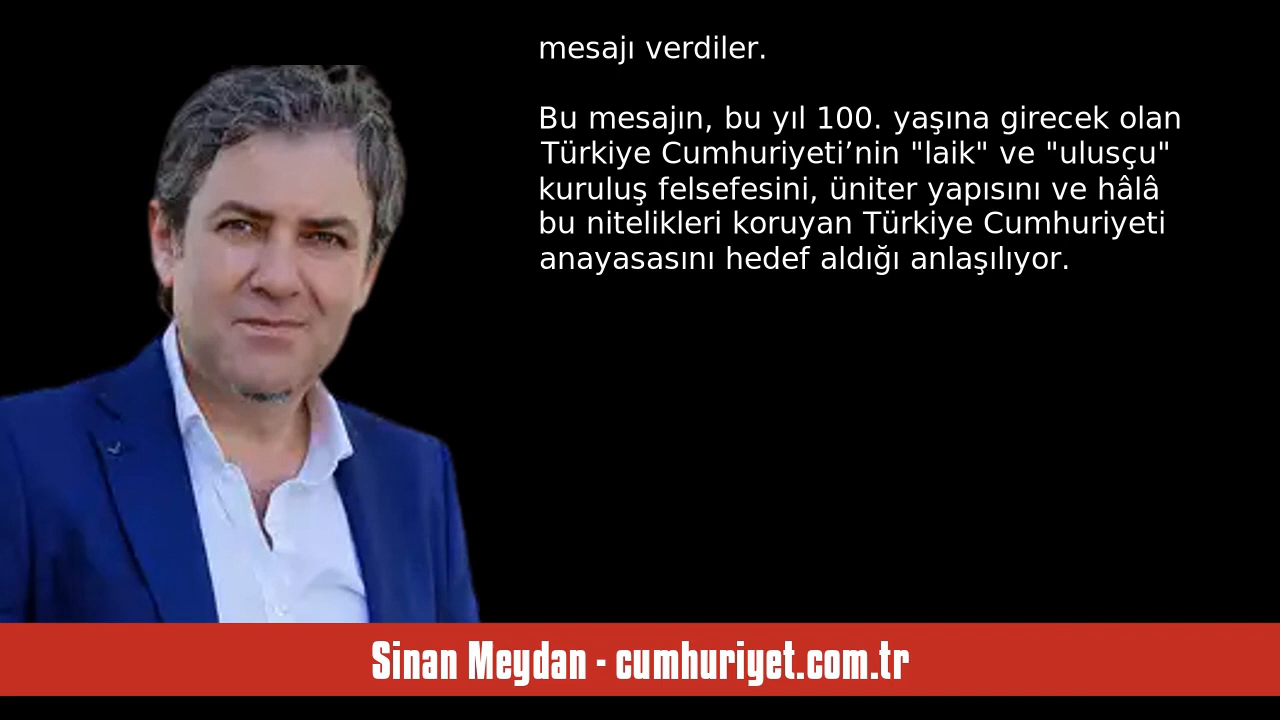 mesajı verdiler.
Bu mesajın, bu yıl 100. yaşına girecek olan
Türkiye Cumhuriyeti’nin "laik" ve "ulusçu"
kuruluş felsefesini, üniter yapısını ve hâlâ
bu nitelikleri koruyan Türkiye Cumhuriyeti
anayasasını hedef aldığı anlaşılıyor.
Sinan Meydan - cumhuriyet.com.tr